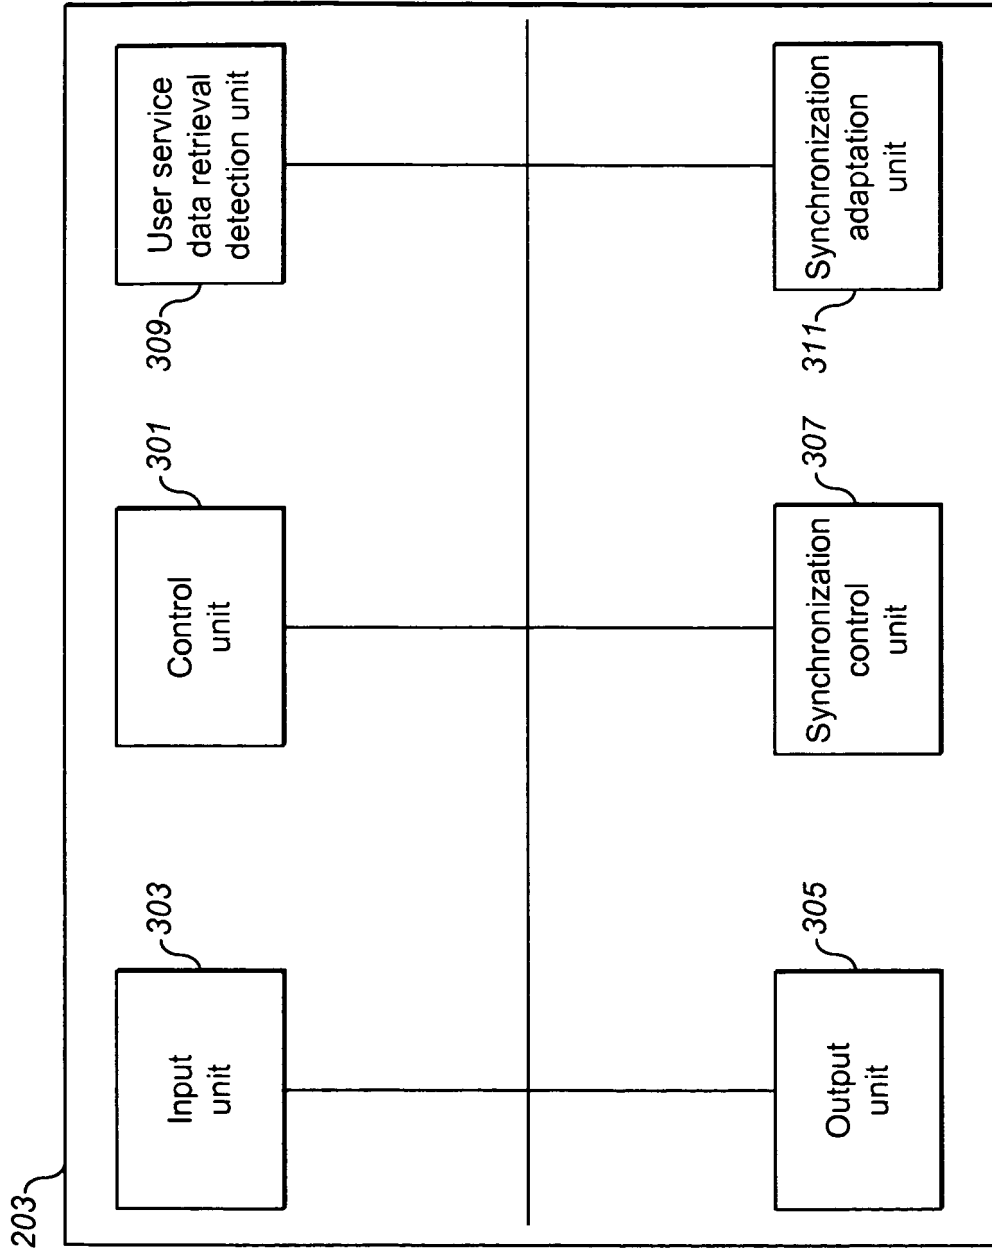 203
Input
unit
303
Control
unit
301
User service
data retrieval
detection unit
309
Output
unit
305
Synchronization
control
unit
307
Synchronization
adaptation
unit
311